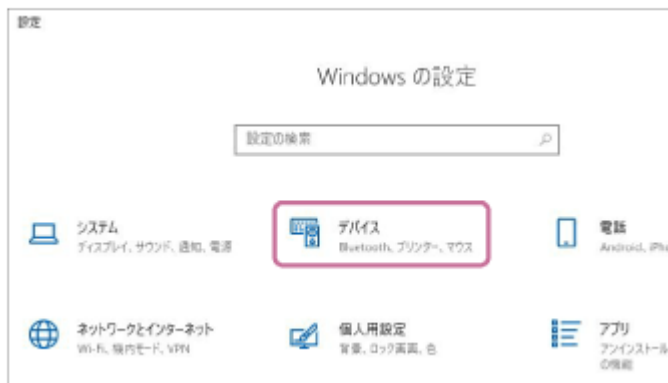 設定
Windows の設定
設定の検索
システム
ディスプレイ、サウンド、通知、電源
デバイス
Bluetooth、プリンター、マウス
電話
Android、iPho
ネットワークとインターネット
Wi-Fi、機内モード、VPN
個人用設定
背景、ロック画面、色
アプリ
アンインストール
の機能